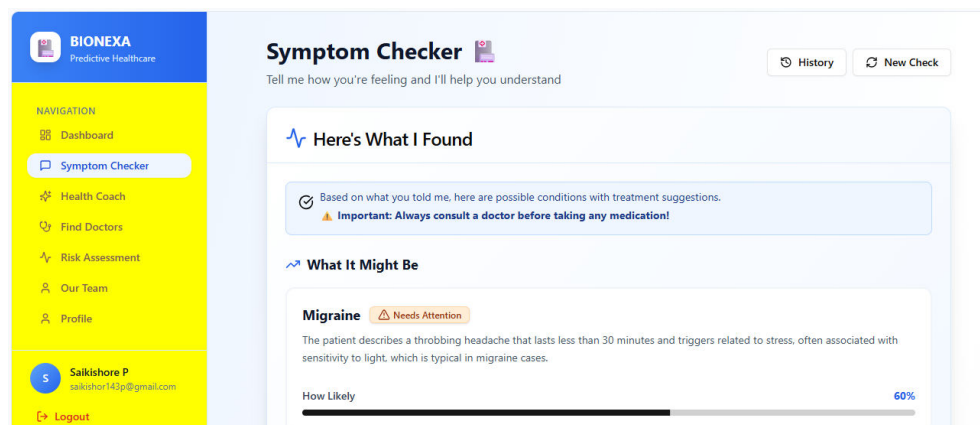 BIONEXA
Predictive Healthcare
NAVIGATION
Dashboard
Symptom Checker
Health Coach
Find Doctors
Risk Assessment
Our Team
Profile
S
Saikishore P
saikishor143p@gmail.com
Logout
Symptom Checker
Tell me how you're feeling and I'll help you understand
History
New Check
Here's What I Found
Based on what you told me, here are possible conditions with treatment suggestions.
Important: Always consult a doctor before taking any medication!
What It Might Be
Migraine
Needs Attention
The patient describes a throbbing headache that lasts less than 30 minutes and triggers related to stress, often associated with
sensitivity to light, which is typical in migraine cases.
How Likely
60%